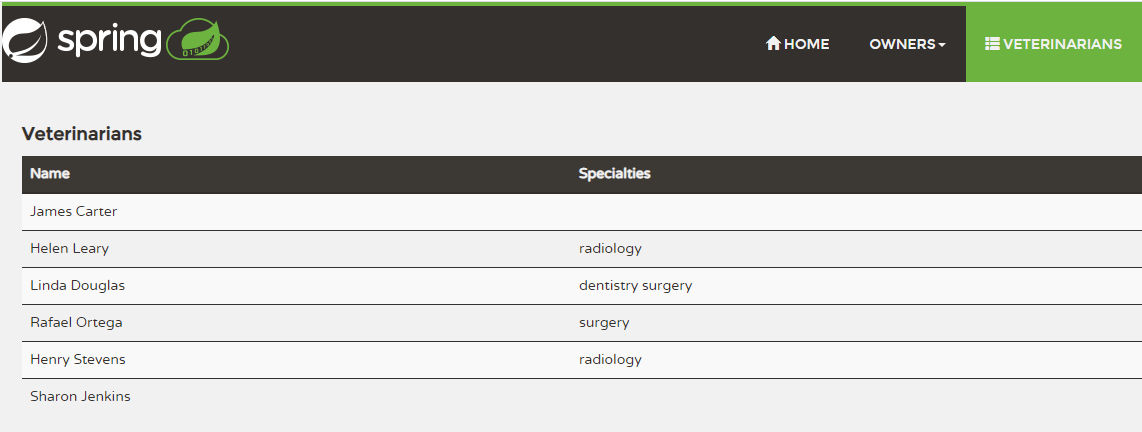 spring HOME OWNERS VETERINARIANS
Veterinarians
Name Specialties
James Carter
Helen Leary radiology
Linda Douglas dentistry surgery
Rafael Ortega surgery
Henry Stevens radiology
Sharon Jenkins